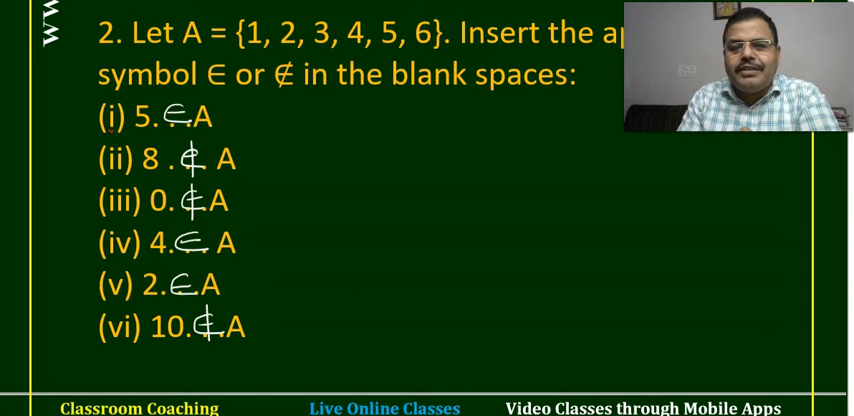 WW
2. Let A = {1, 2, 3, 4, 5, 6}. Insert the
symbol ∈ or ∉ in the blank spaces:
(i) 5.∈.A
(ii) 8 .∉. A
(iii) 0.∉.A
(iv) 4.∈. A
(v) 2.∈.A
(vi) 10.∉.A
Classroom Coaching Live Online Classes Video Classes through Mobile Apps